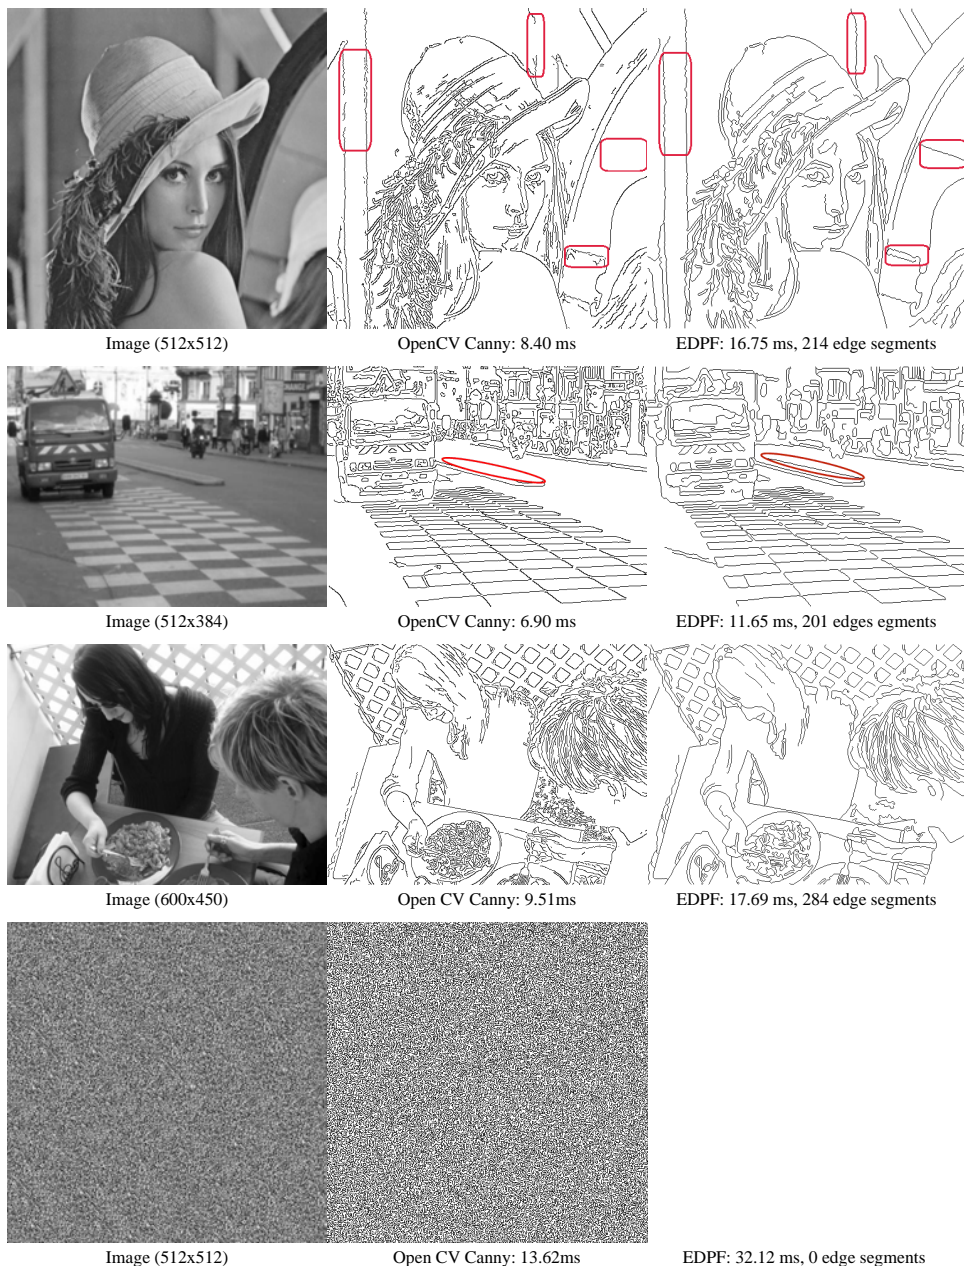 Image (512x512)
OpenCV Canny: 8.40 ms
EDPF: 16.75 ms, 214 edge segments
Image (512x384)
OpenCV Canny: 6.90 ms
EDPF: 11.65 ms, 201 edges egments
Image (600x450)
Open CV Canny: 9.51ms
EDPF: 17.69 ms, 284 edge segments
Image (512x512)
Open CV Canny: 13.62ms
EDPF: 32.12 ms, 0 edge segments